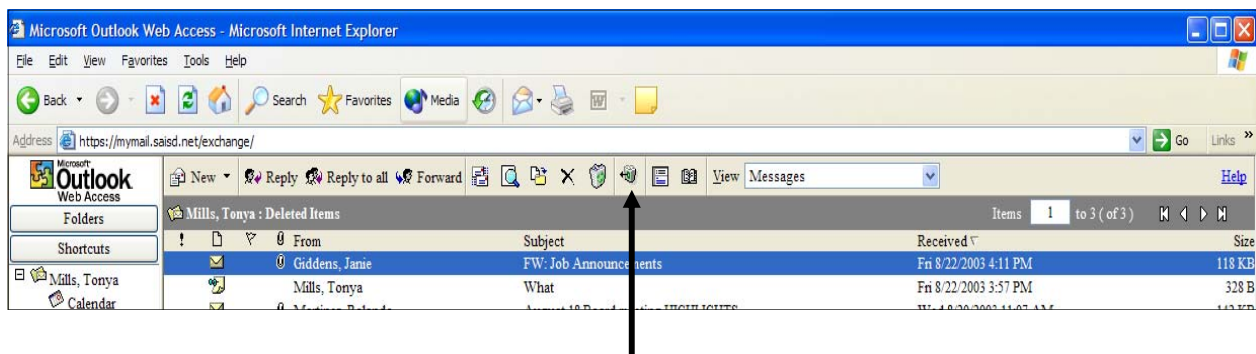 Microsoft Outlook Web Access - Microsoft Internet Explorer
File Edit View Favorites Tools Help
Back Search Favorites Media
Address https://mymail.saisd.net/exchange/ Go Links »
Microsoft Outlook Web Access
New Reply Reply to all Forward View Messages Help
Folders
Mills, Tonya : Deleted Items Items 1 to 3 ( of 3 )
Shortcuts
! From Subject Received Size
Giddens, Janie FW: Job Announcements Fri 8/22/2003 4:11 PM 118 KB
Mills, Tonya
Mills, Tonya What Fri 8/22/2003 3:57 PM 328 B
Calendar